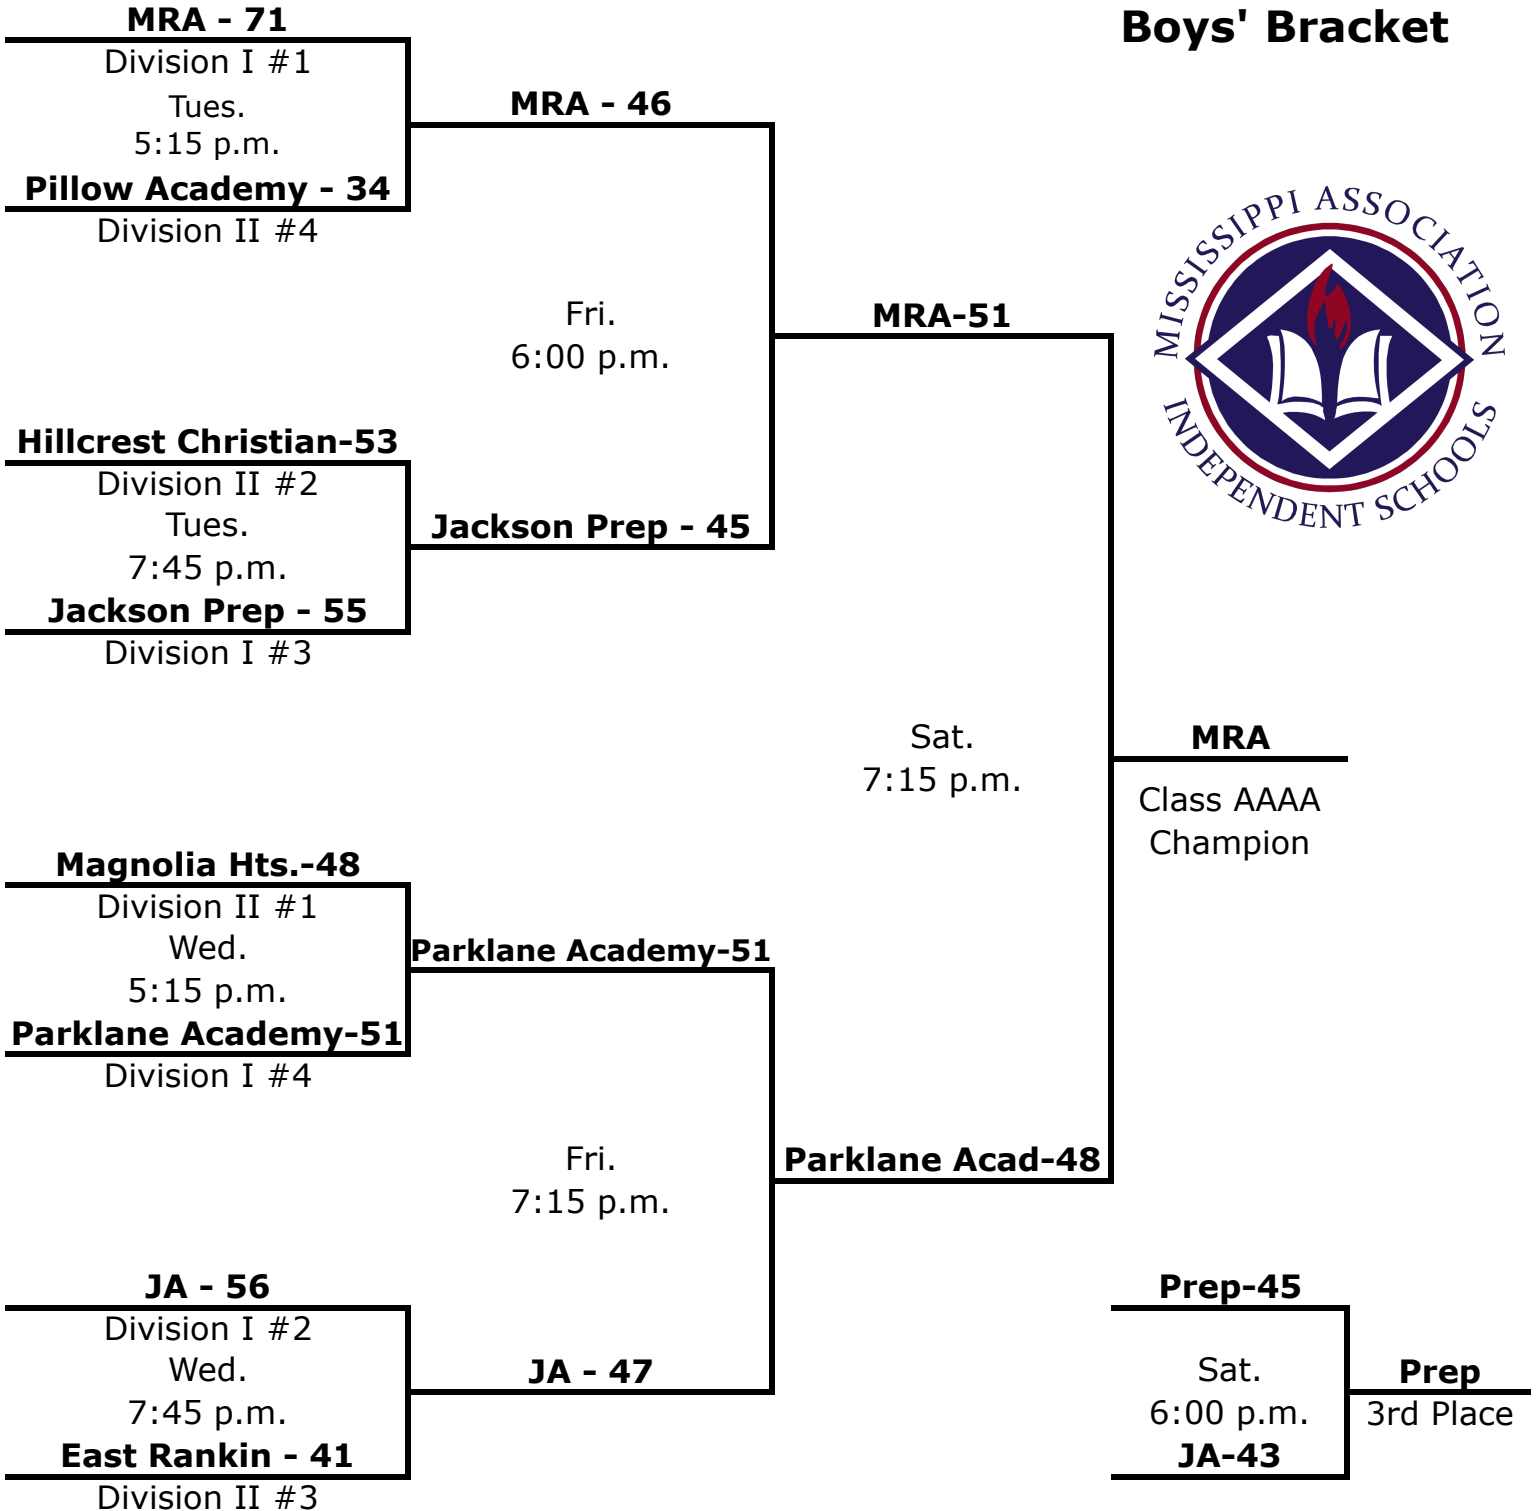 Boys' Bracket
MRA - 71
Division I #1
Tues.
5:15 p.m.
Pillow Academy - 34
Division II #4
MRA - 46
Fri.
6:00 p.m.
Hillcrest Christian-53
Division II #2
Tues.
7:45 p.m.
Jackson Prep - 55
Division I #3
Jackson Prep - 45
MRA-51
MISSISSIPPI ASSOCIATION
INDEPENDENT SCHOOLS
Sat.
7:15 p.m.
MRA
Class AAAA
Champion
Magnolia Hts.-48
Division II #1
Wed.
5:15 p.m.
Parklane Academy-51
Division I #4
Parklane Academy-51
Fri.
7:15 p.m.
Parklane Acad-48
JA - 56
Division I #2
Wed.
7:45 p.m.
East Rankin - 41
Division II #3
JA - 47
Prep-45
Sat.
6:00 p.m.
JA-43
Prep
3rd Place